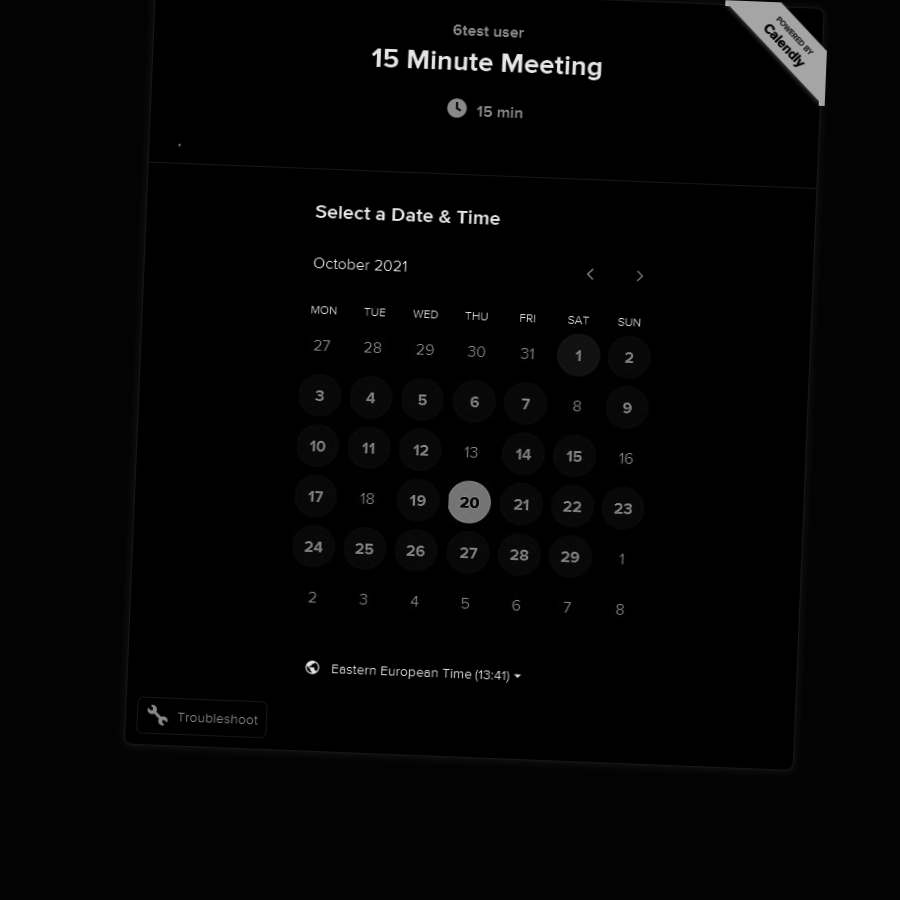 6test user
15 Minute Meeting
15 min
POWERED BY
Calendly
Select a Date & Time
October 2021
MON TUE WED THU FRI SAT SUN
27 28 29 30 31 1 2
3 4 5 6 7 8 9
10 11 12 13 14 15 16
17 18 19 20 21 22 23
24 25 26 27 28 29 1
2 3 4 5 6 7 8
Eastern European Time (13:41)
Troubleshoot